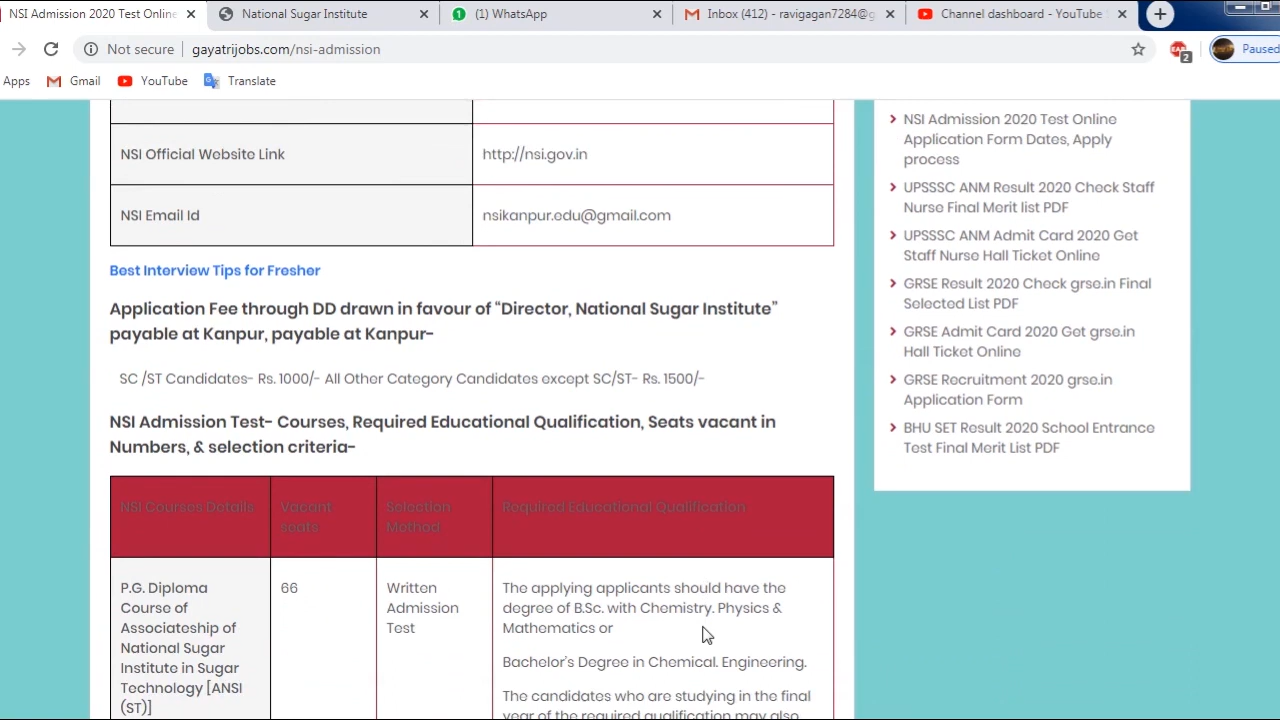 NSI Admission 2020 Test Online
National Sugar Institute
(1) WhatsApp
Inbox (412) - ravigagan7284@g
Channel dashboard - YouTube
Not secure
gayatrijobs.com/nsi-admission
2
Paused
Apps
Gmail
YouTube
Translate
NSI Official Website Link
http://nsi.gov.in
NSI Email Id
nsikanpur.edu@gmail.com
Best Interview Tips for Fresher
Application Fee through DD drawn in favour of “Director, National Sugar Institute”
payable at Kanpur, payable at Kanpur-
SC /ST Candidates- Rs. 1000/- All Other Category Candidates except SC/ST- Rs. 1500/-
NSI Admission Test- Courses, Required Educational Qualification, Seats vacant in
Numbers, & selection criteria-
NSI Courses Details
Vacant
seats
Selection
Method
Required Educational Qualification
P.G. Diploma
Course of
Associateship of
National Sugar
Institute in Sugar
Technology [ANSI
(ST)]
66
Written
Admission
Test
The applying applicants should have the
degree of B.Sc. with Chemistry. Physics &
Mathematics or
Bachelor’s Degree in Chemical. Engineering.
The candidates who are studying in the final
year of the required qualification may also
NSI Admission 2020 Test Online
Application Form Dates, Apply
process
UPSSSC ANM Result 2020 Check Staff
Nurse Final Merit list PDF
UPSSSC ANM Admit Card 2020 Get
Staff Nurse Hall Ticket Online
GRSE Result 2020 Check grse.in Final
Selected List PDF
GRSE Admit Card 2020 Get grse.in
Hall Ticket Online
GRSE Recruitment 2020 grse.in
Application Form
BHU SET Result 2020 School Entrance
Test Final Merit List PDF